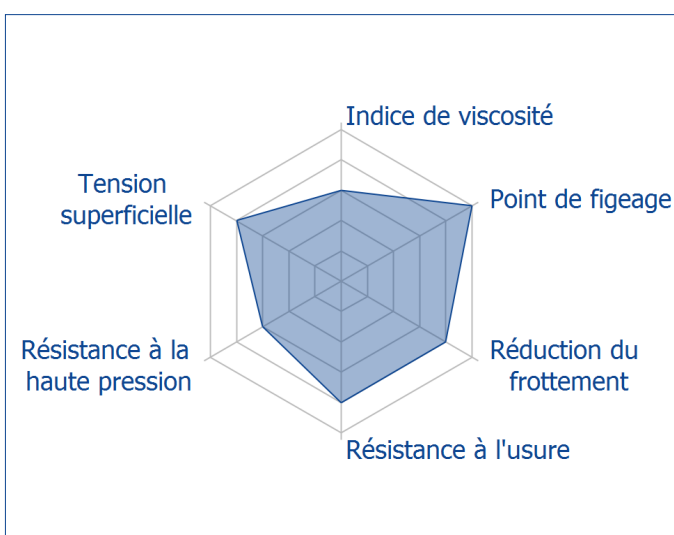 Indice de viscosité
Tension
superficielle
Point de figeage
Résistance à la
haute pression
Réduction du
frottement
Résistance à l'usure